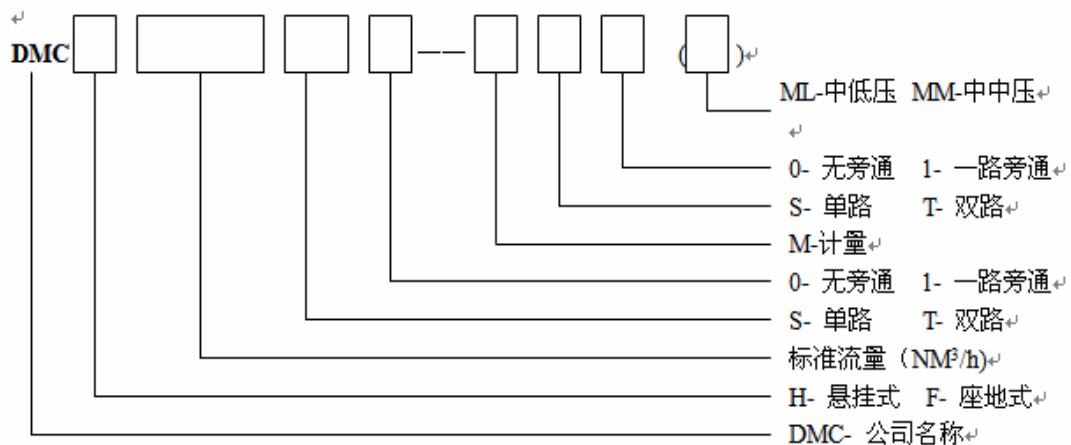 DMC —— ( )
ML-中低压 MM-中中压
0- 无旁通 1- 一路旁通
S- 单路 T- 双路
M-计量
0- 无旁通 1- 一路旁通
S- 单路 T- 双路
标准流量（NM³/h)
H- 悬挂式 F- 座地式
DMC- 公司名称